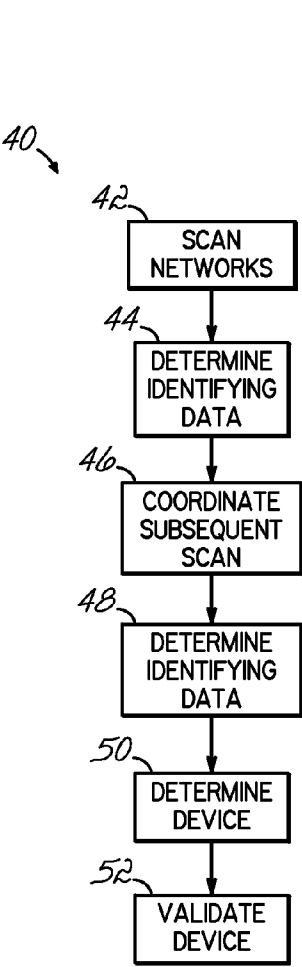 40
42
SCAN
NETWORKS
44
DETERMINE
IDENTIFYING
DATA
46
COORDINATE
SUBSEQUENT
SCAN
48
DETERMINE
IDENTIFYING
DATA
50
DETERMINE
DEVICE
52
VALIDATE
DEVICE